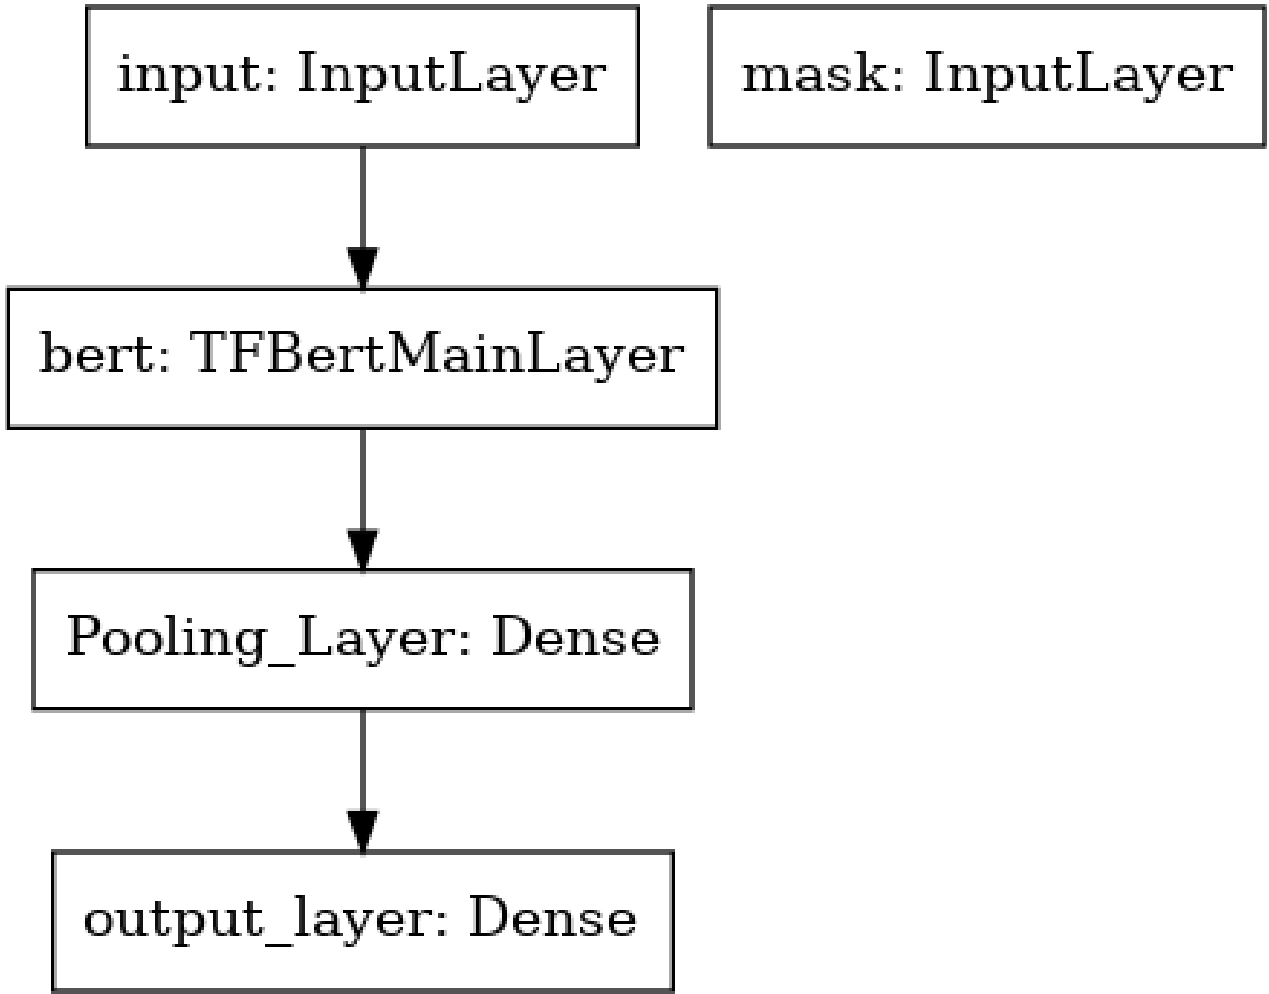 input: InputLayer
mask: InputLayer
bert: TFBertMainLayer
Pooling_Layer: Dense
output_layer: Dense